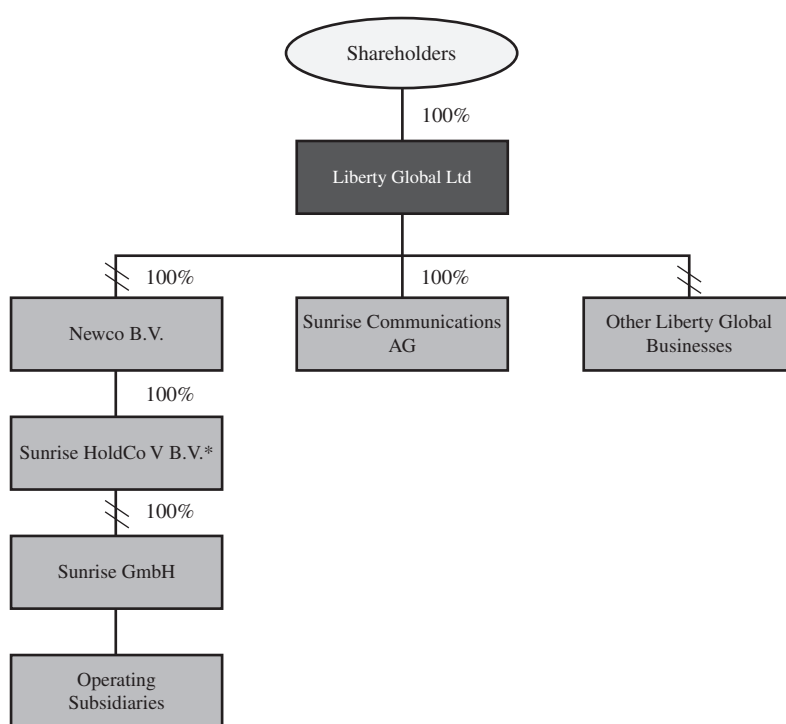 Shareholders
100%
Liberty Global Ltd
100%
100%
Newco B.V.
Sunrise Communications
AG
Other Liberty Global
Businesses
100%
Sunrise HoldCo V B.V.*
100%
Sunrise GmbH
Operating
Subsidiaries